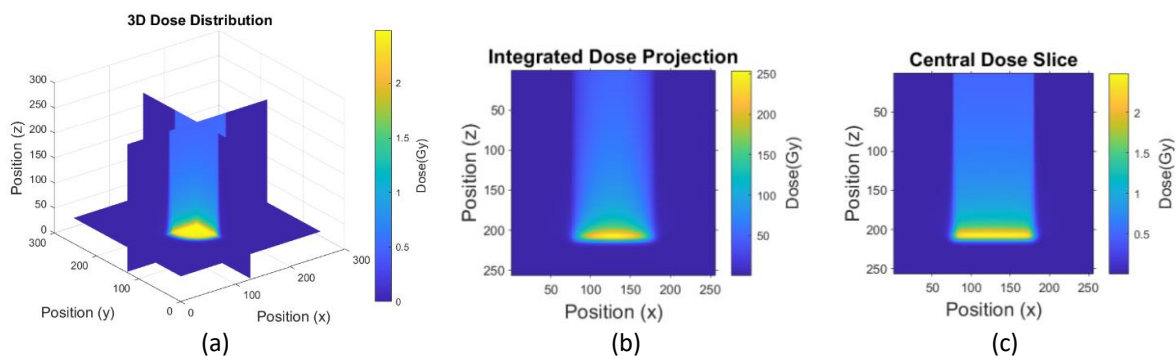 3D Dose Distribution
300
250
200
150
100
50
0
Position (z)
300
200
100
0
Position (y)
0
100
200
300
Position (x)
2
1.5
1
0.5
0
Dose(Gy)
(a)
Integrated Dose Projection
50
100
150
200
250
Position (z)
50 100 150 200 250
Position (x)
250
200
150
100
50
Dose(Gy)
(b)
Central Dose Slice
50
100
150
200
250
Position (z)
50 100 150 200 250
Position (x)
2
1.5
1
0.5
Dose(Gy)
(c)